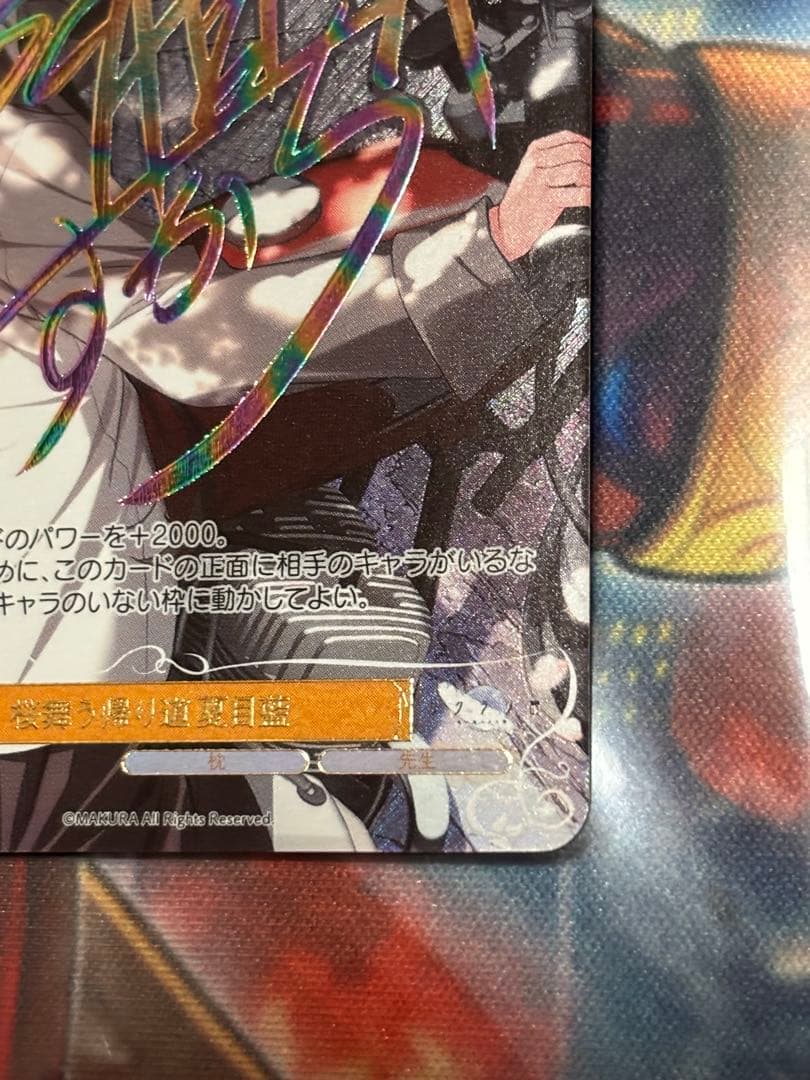 のパワーを+2000。
めに、このカードの正面に相手のキャラがいるな
キャラのいない枠に動かしてよい。
桜舞う帰り道 夏目藍
枕 先生
©MAKURA All Rights Reserved.